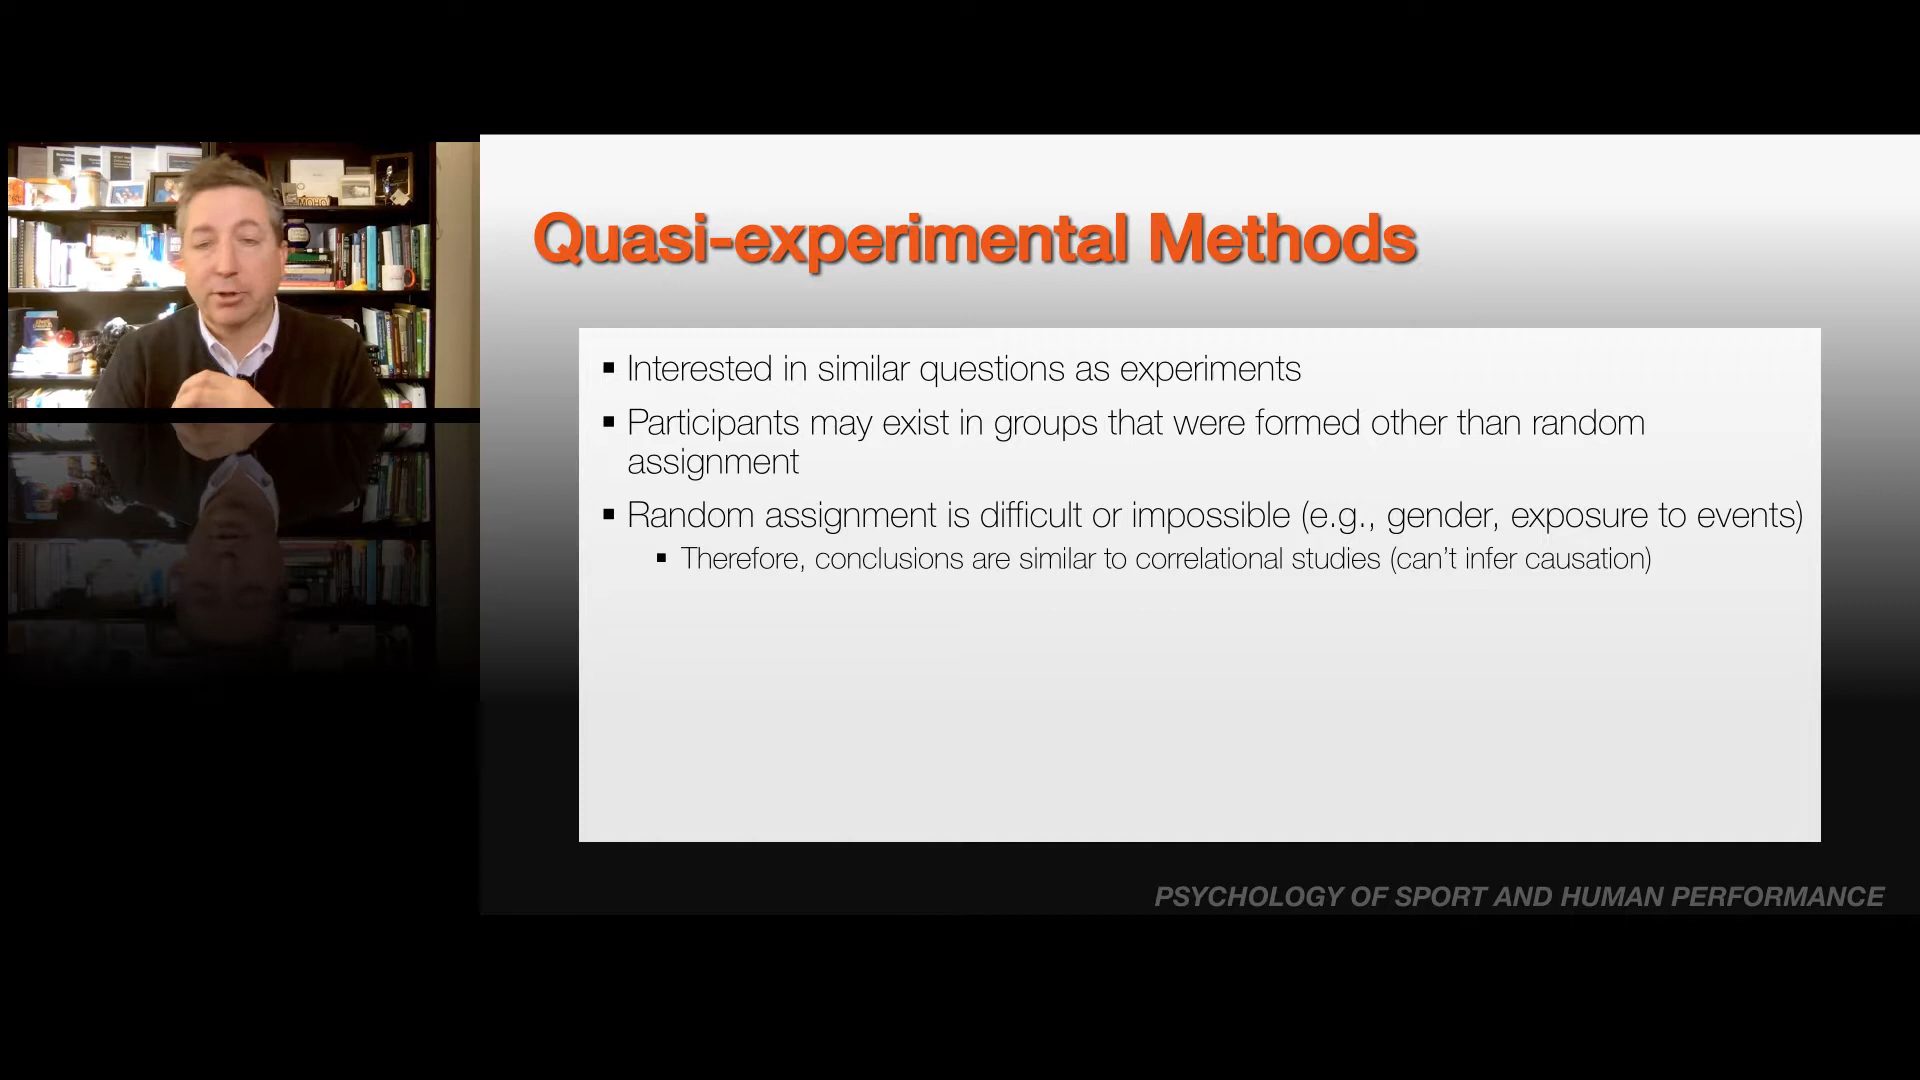 Quasi-experimental Methods
▪ Interested in similar questions as experiments
▪ Participants may exist in groups that were formed other than random
assignment
▪ Random assignment is difficult or impossible (e.g., gender, exposure to events)
▪ Therefore, conclusions are similar to correlational studies (can’t infer causation)
PSYCHOLOGY OF SPORT AND HUMAN PERFORMANCE
MOHO